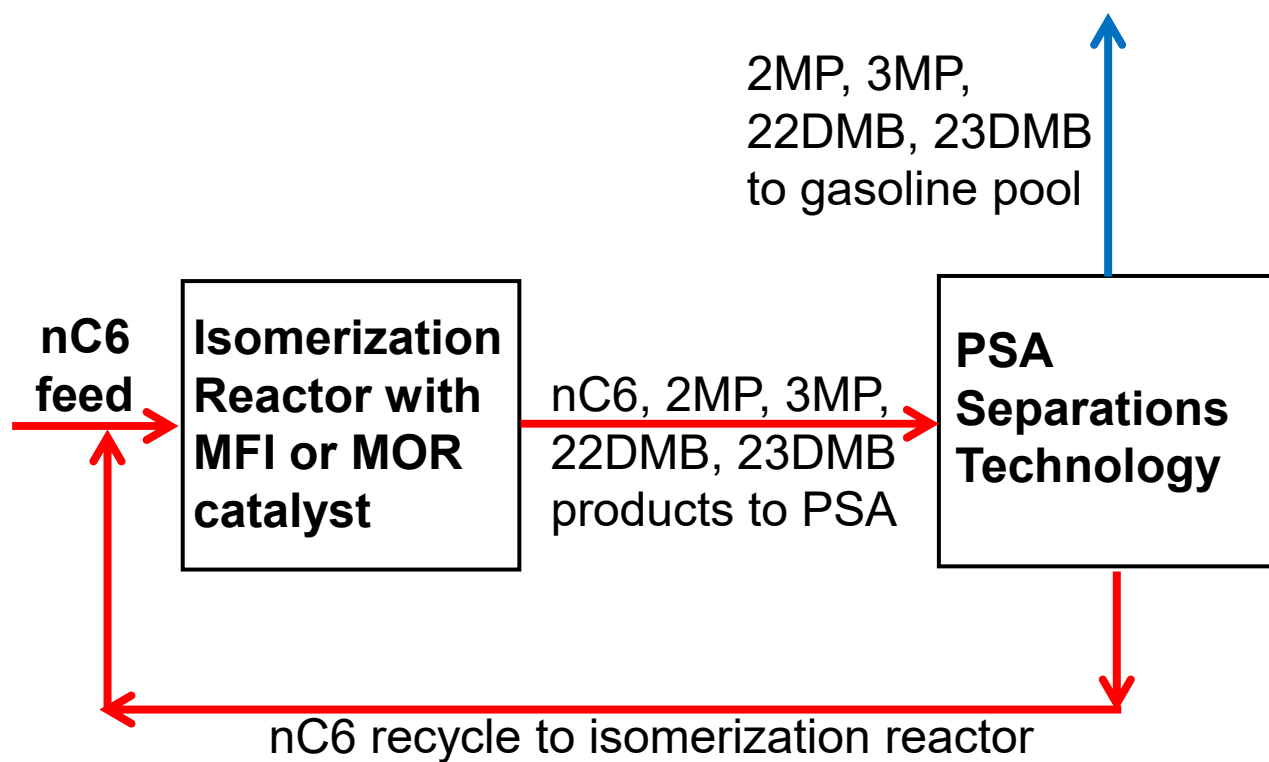 2MP, 3MP,
22DMB, 23DMB
to gasoline pool
nC6
feed
Isomerization
Reactor with
MFI or MOR
catalyst
nC6, 2MP, 3MP,
22DMB, 23DMB
products to PSA
PSA
Separations
Technology
nC6 recycle to isomerization reactor